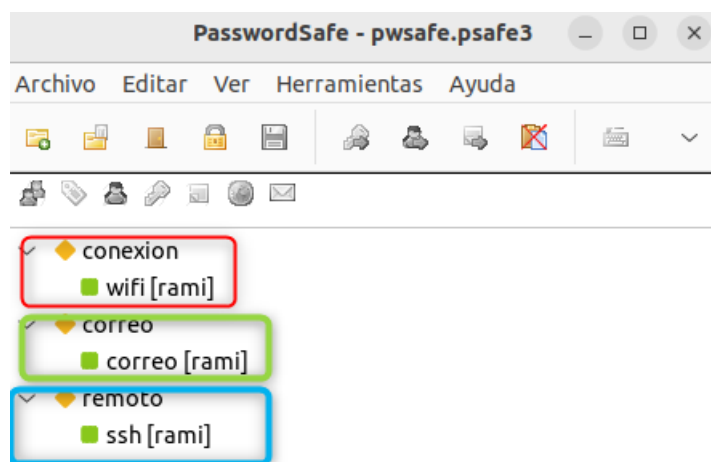 PasswordSafe - pwsafe.psafe3
Archivo Editar Ver Herramientas Ayuda
conexion
wifi [rami]
correo
correo [rami]
remoto
ssh [rami]